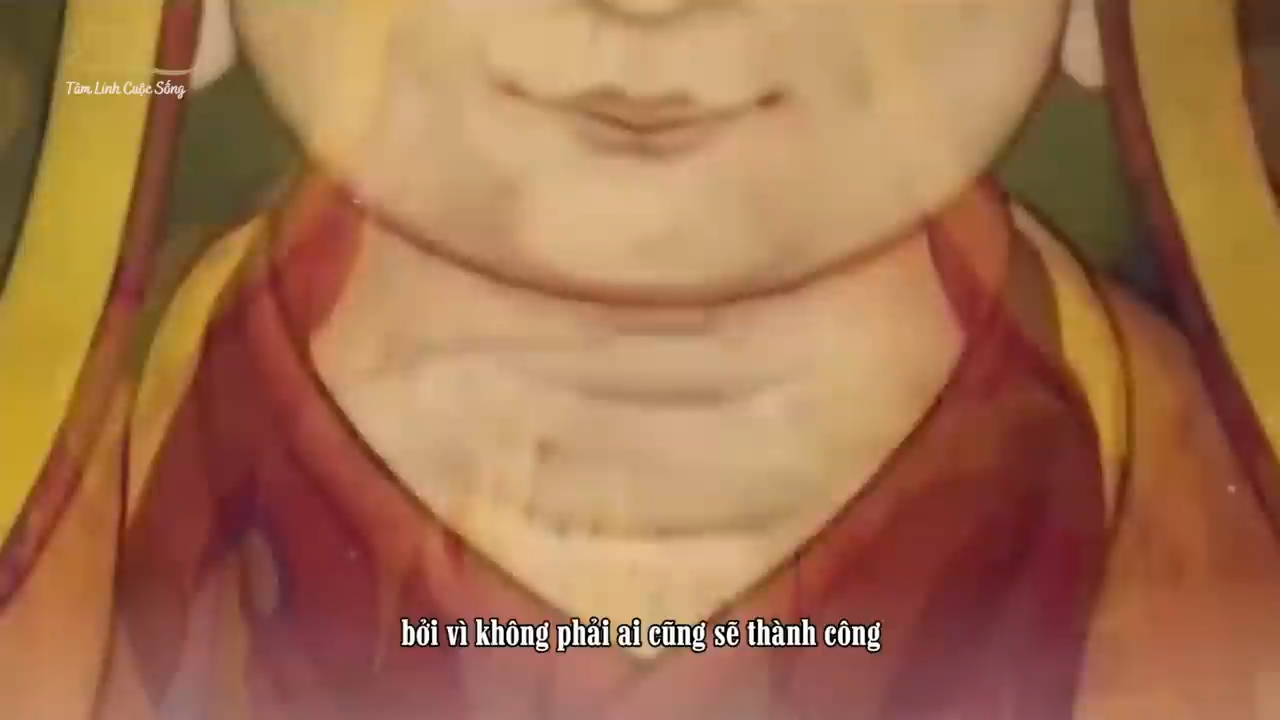 Tâm Linh Cuộc Sống
bởi vì không phải ai cũng sẽ thành công